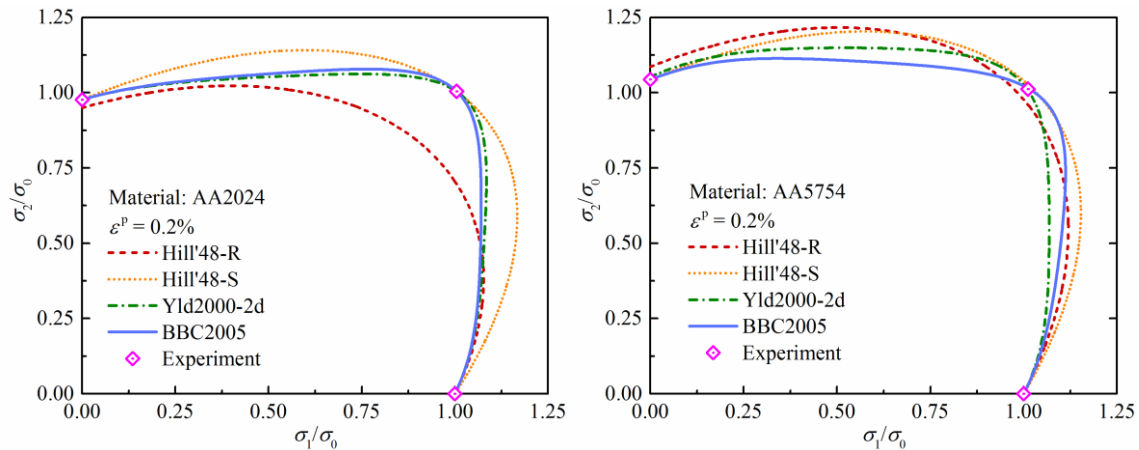 1.25
1.00
0.75
0.50
0.25
0.00
σ₂/σ₀
Material: AA2024
εᵖ = 0.2%
Hill'48-R
Hill'48-S
Yld2000-2d
BBC2005
Experiment
0.00 0.25 0.50 0.75 1.00 1.25
σ₁/σ₀
1.25
1.00
0.75
0.50
0.25
0.00
σ₂/σ₀
Material: AA5754
εᵖ = 0.2%
Hill'48-R
Hill'48-S
Yld2000-2d
BBC2005
Experiment
0.00 0.25 0.50 0.75 1.00 1.25
σ₁/σ₀